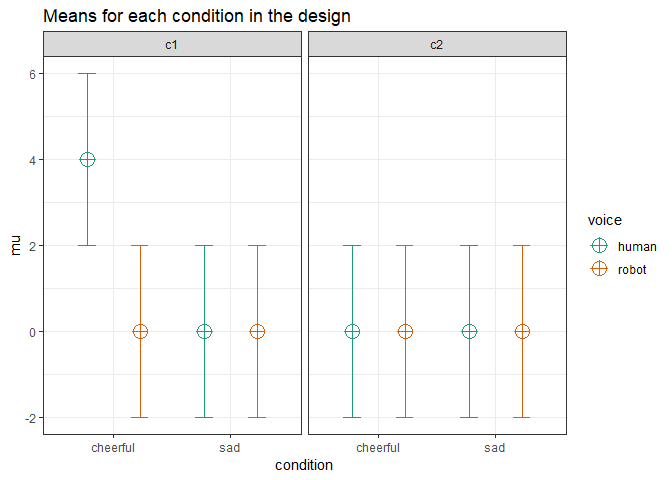 Means for each condition in the design
c1
c2
6
4
2
0
-2
mu
cheerful
sad
cheerful
sad
condition
voice
human
robot